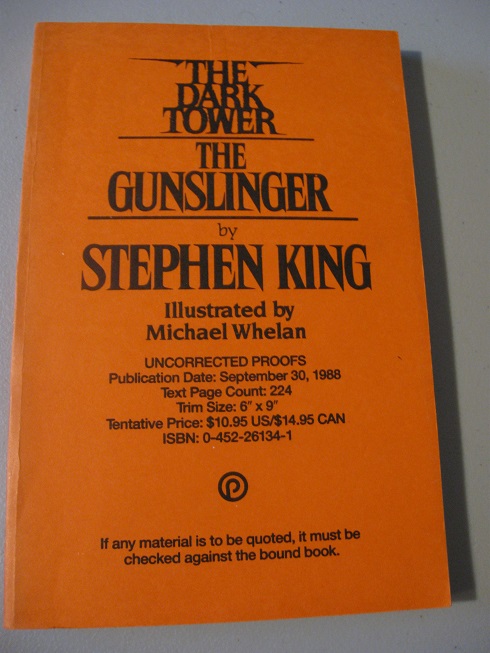 THE
DARK
TOWER
THE
GUNSLINGER
by
STEPHEN KING
Illustrated by
Michael Whelan
UNCORRECTED PROOFS
Publication Date: September 30, 1988
Text Page Count: 224
Trim Size: 6" x 9"
Tentative Price: $10.95 US/$14.95 CAN
ISBN: 0-452-26134-1
P
If any material is to be quoted, it must be
checked against the bound book.